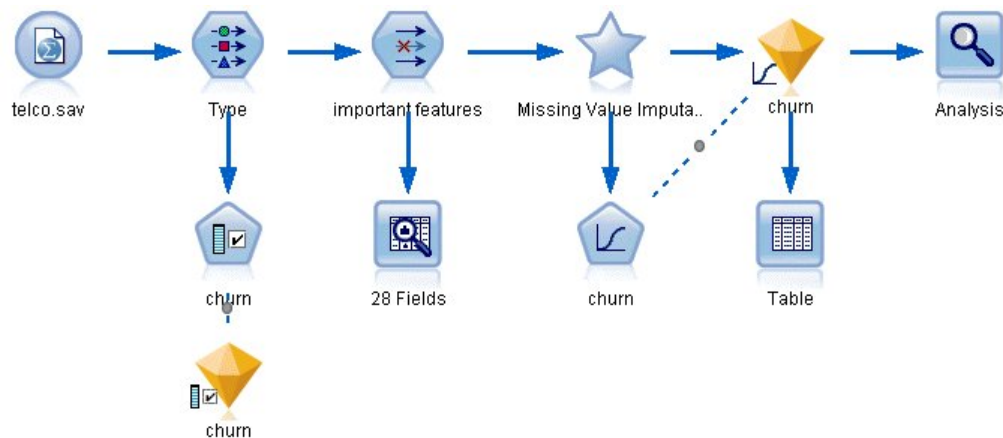 telco.sav
Type
important features
Missing Value Imputa..
churn
Analysis
churn
28 Fields
churn
Table
churn